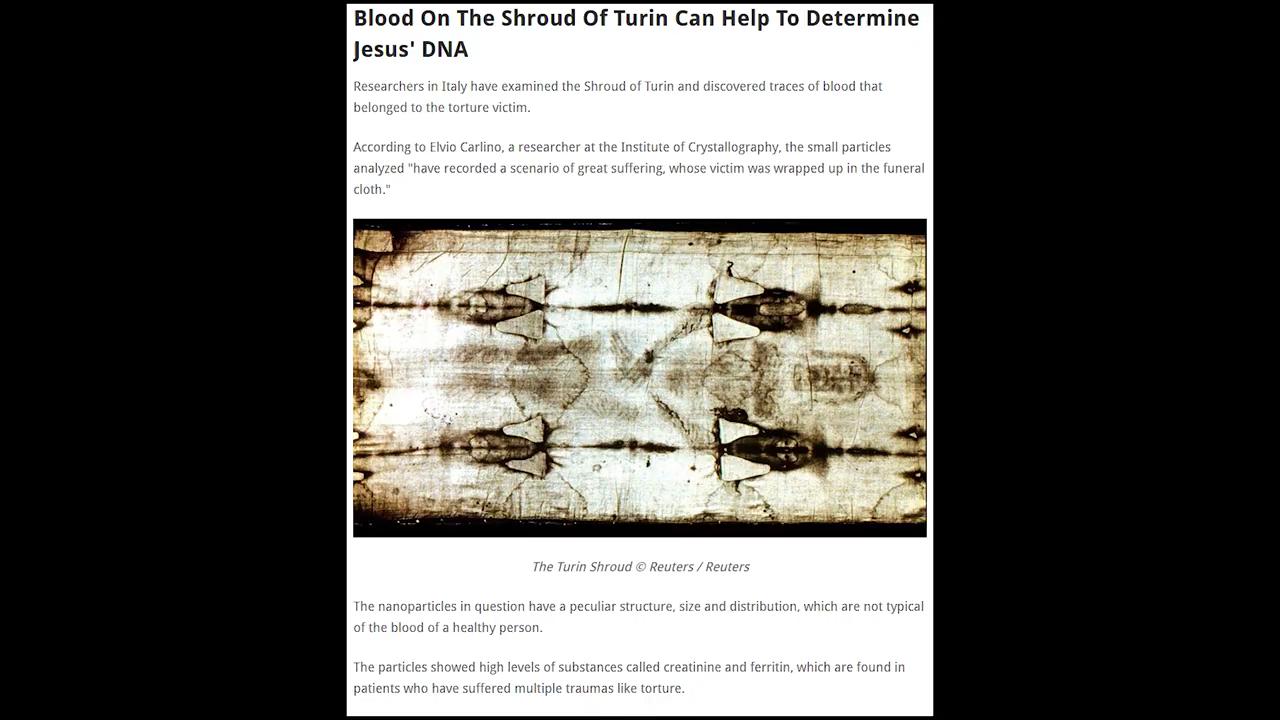 Blood On The Shroud Of Turin Can Help To Determine
Jesus' DNA
Researchers in Italy have examined the Shroud of Turin and discovered traces of blood that
belonged to the torture victim.
According to Elvio Carlino, a researcher at the Institute of Crystallography, the small particles
analyzed "have recorded a scenario of great suffering, whose victim was wrapped up in the funeral
cloth."
The Turin Shroud © Reuters / Reuters
The nanoparticles in question have a peculiar structure, size and distribution, which are not typical
of the blood of a healthy person.
The particles showed high levels of substances called creatinine and ferritin, which are found in
patients who have suffered multiple traumas like torture.